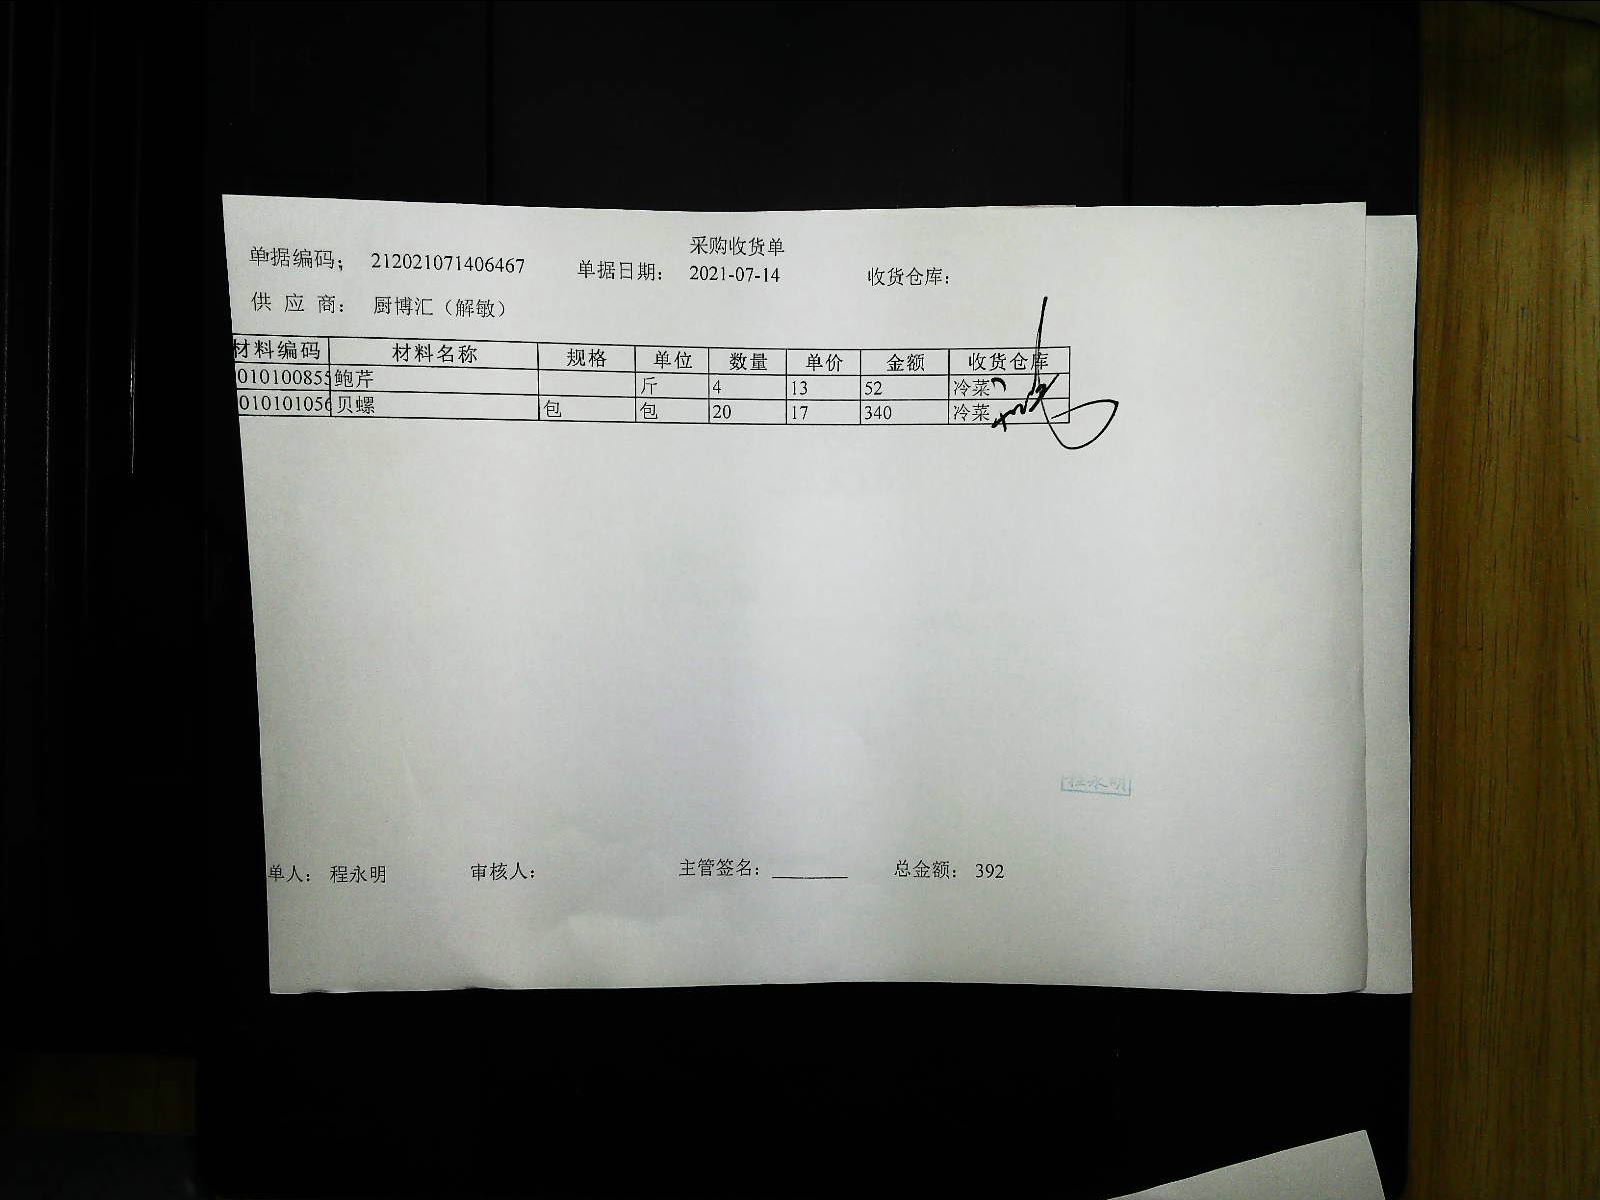 采购收货单
单据编码； 212021071406467 单据日期： 2021-07-14 收货仓库：
供 应 商： 厨博汇（解敏）
材料编码 材料名称 规格 单位 数量 单价 金额 收货仓库
010100855 鲍芹 斤 4 13 52 冷菜
010101056 贝螺 包 包 20 17 340 冷菜
程永明
单人： 程永明 审核人： 主管签名：________ 总金额： 392